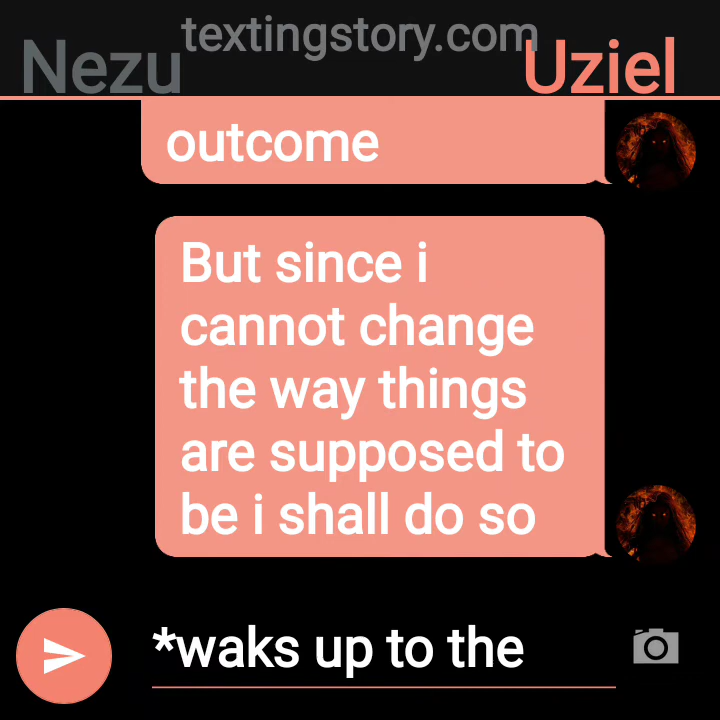 textingstory.com
Nezu
Uziel
outcome
But since i
cannot change
the way things
are supposed to
be i shall do so
*waks up to the